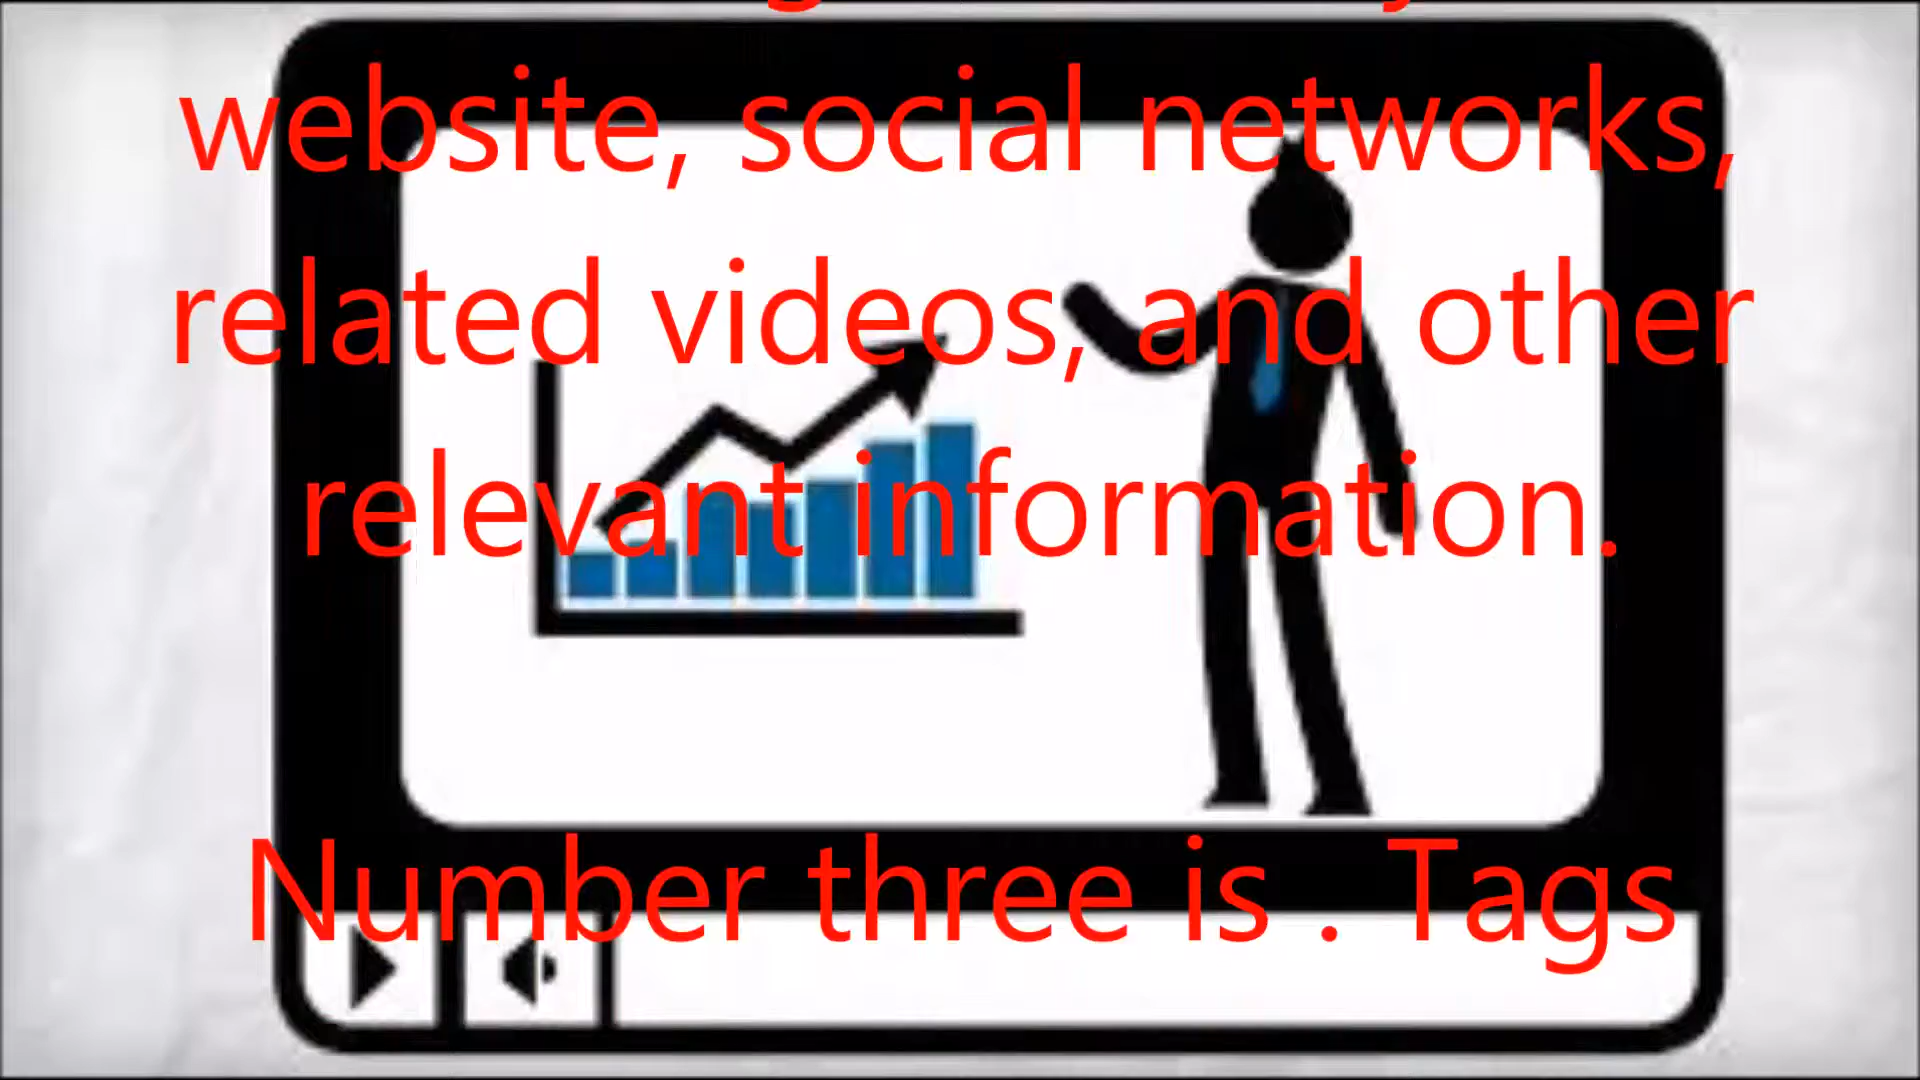 website, social networks,
related videos, and other
relevant information.
Number three is . Tags